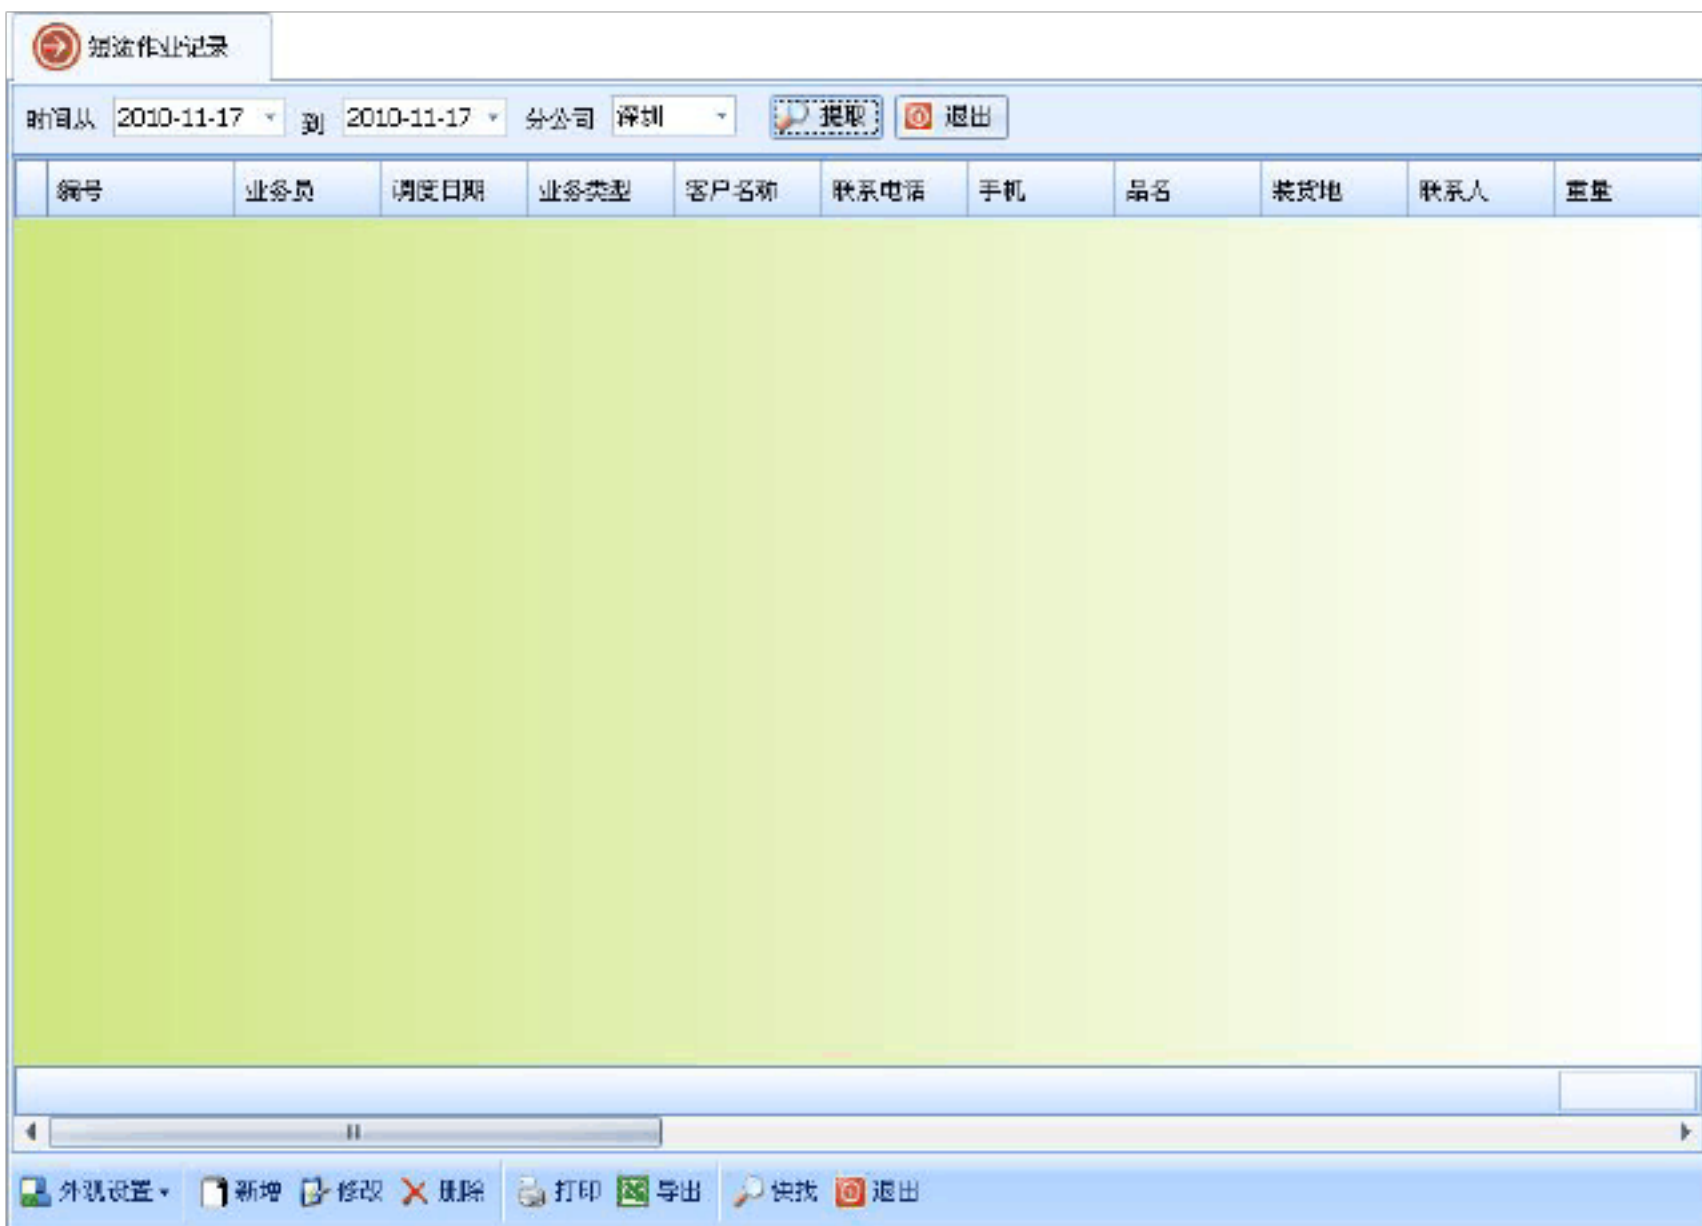 短途作业记录
时间从 2010-11-17 到 2010-11-17 分公司 深圳 提取 退出
编号 业务员 调度日期 业务类型 客户名称 联系电话 手机 品名 装货地 联系人 重量
外观设置 新增 修改 删除 打印 导出 快找 退出